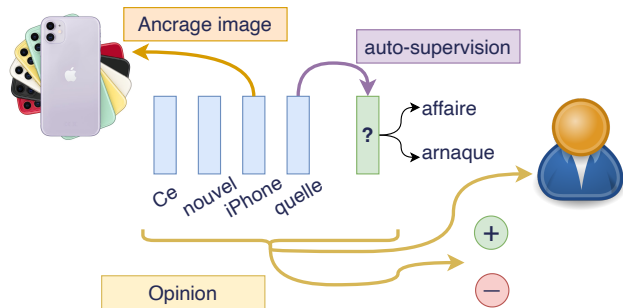 Ancrage image
auto-supervision
?
affaire
arnaque
Ce
nouvel
iPhone
quelle
+
−
Opinion